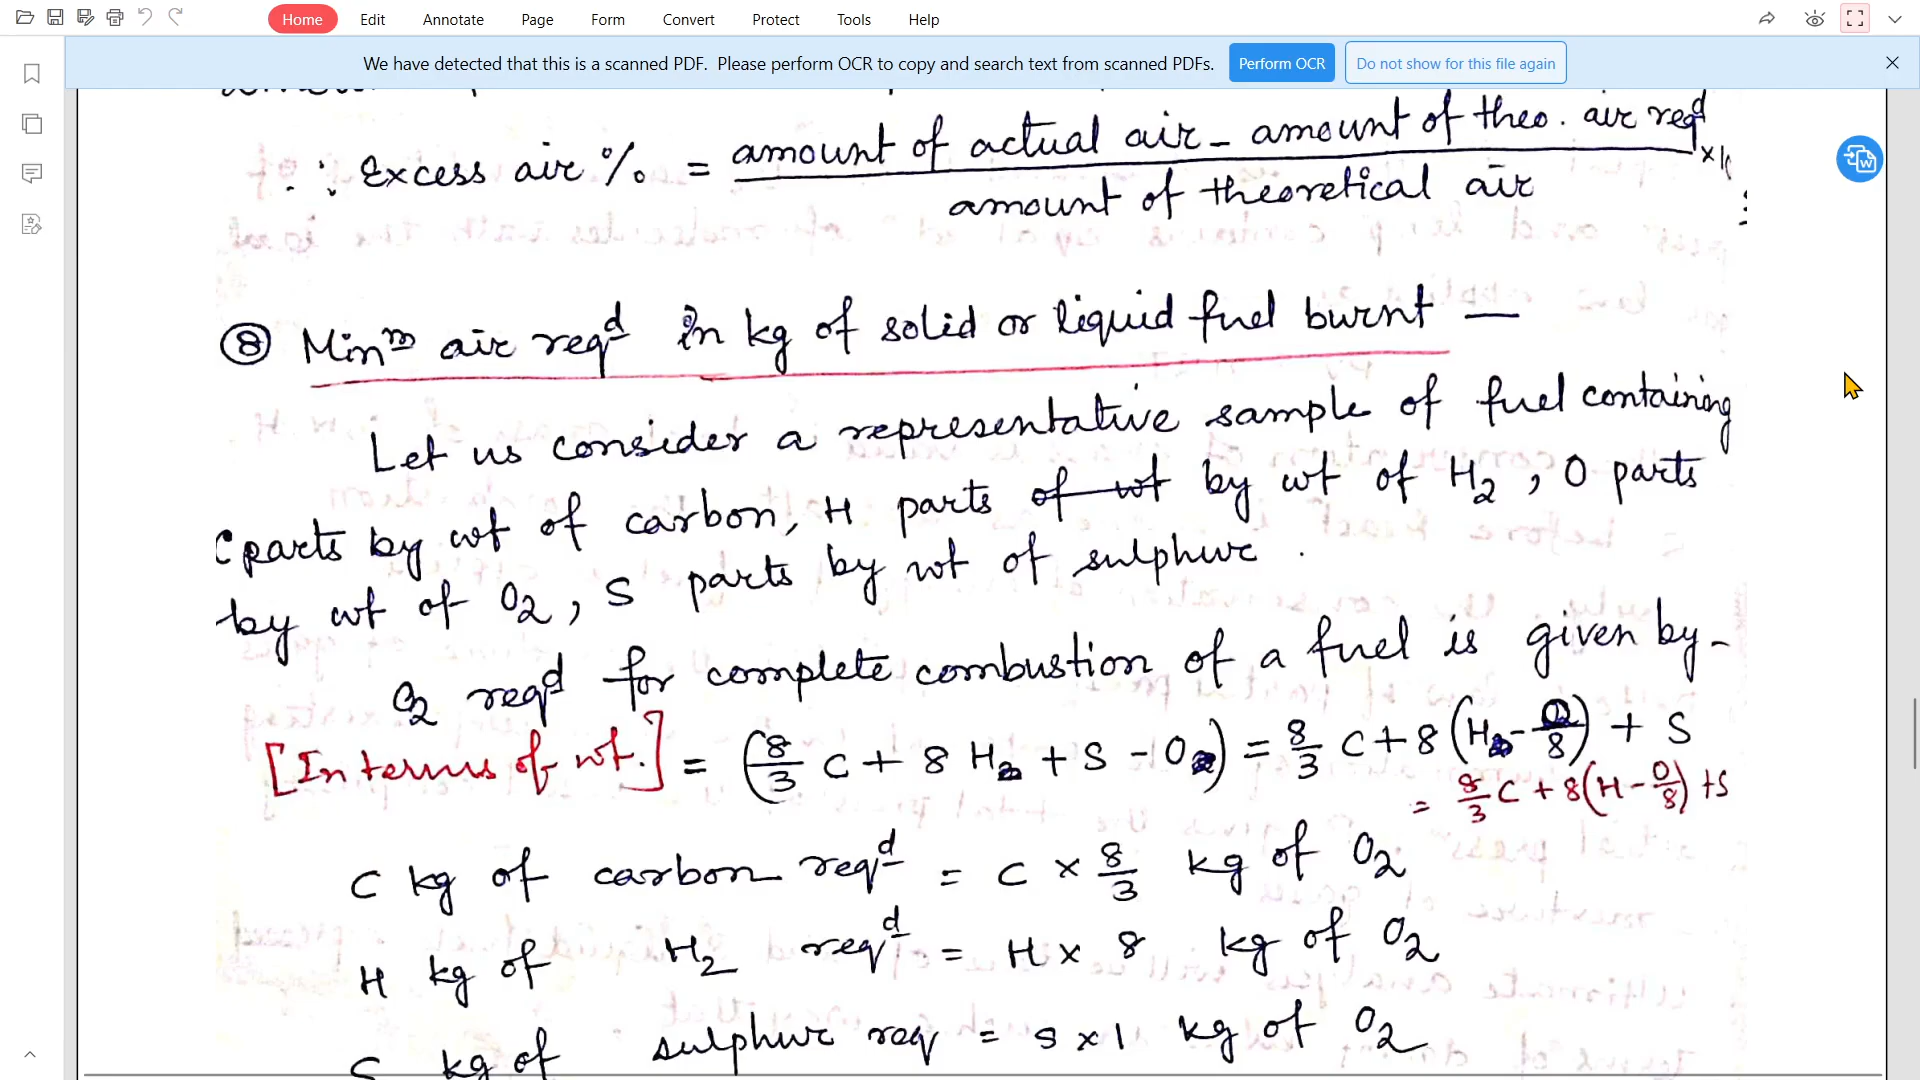 Home Edit Annotate Page Form Convert Protect Tools Help
We have detected that this is a scanned PDF. Please perform OCR to copy and search text from scanned PDFs. Perform OCR Do not show for this file again
∴ Excess air % = (amount of actual air - amount of theo. air reqᵈ) / (amount of theoretical air) ×
⑧ Minᵐ air reqᵈ in kg of solid or liquid fuel burnt —
Let us consider a representative sample of fuel containing
C parts by wt of carbon, H parts ~~of wt~~ by wt of H₂, O parts
by wt of O₂, S parts by wt of sulphur.
O₂ reqᵈ for complete combustion of a fuel is given by-
[In terms of wt.] = (8/3 C + 8 H + S - O) = 8/3 C + 8 (H - O/8) + S
= 8/3 C + 8(H - O/8) + S
C kg of carbon reqᵈ = C × 8/3 kg of O₂
H kg of H₂ reqᵈ = H × 8 kg of O₂
S kg of sulphur req = S × 1 kg of O₂